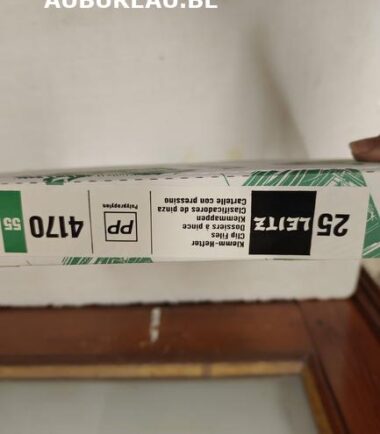 AUBUREAU.BE
25 LEITZ
Klemm-Hefter
Clip Files
Dossiers à pince
Klemmappen
Clasificadores de pinza
Cartelle con pressino
PP
Polypropylen
4170
55